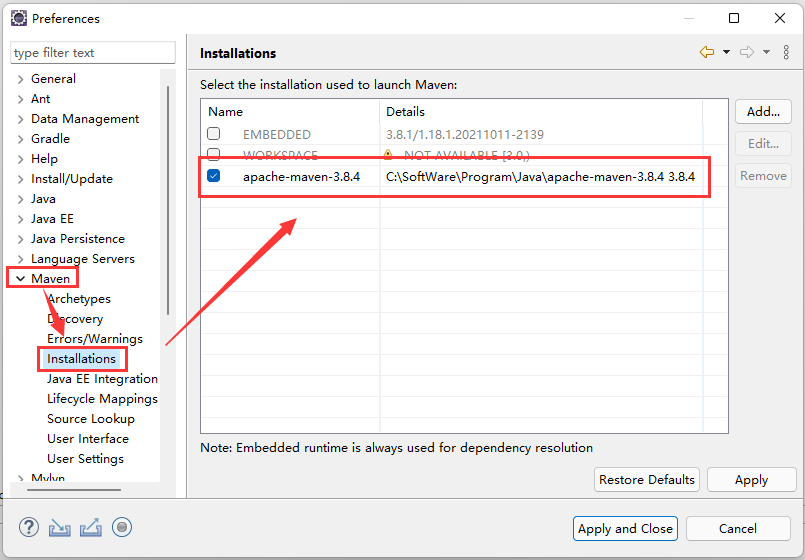 Preferences
type filter text
General
Ant
Data Management
Gradle
Help
Install/Update
Java
Java EE
Java Persistence
Language Servers
Maven
Archetypes
Discovery
Errors/Warnings
Installations
Java EE Integration
Lifecycle Mappings
Source Lookup
User Interface
User Settings
Mylyn
Installations
Select the installation used to launch Maven:
Name Details
EMBEDDED 3.8.1/1.18.1.20211011-2139
WORKSPACE NOT AVAILABLE [3.0,)
apache-maven-3.8.4 C:\SoftWare\Program\Java\apache-maven-3.8.4 3.8.4
Add...
Edit...
Remove
Note: Embedded runtime is always used for dependency resolution
Restore Defaults Apply
Apply and Close Cancel